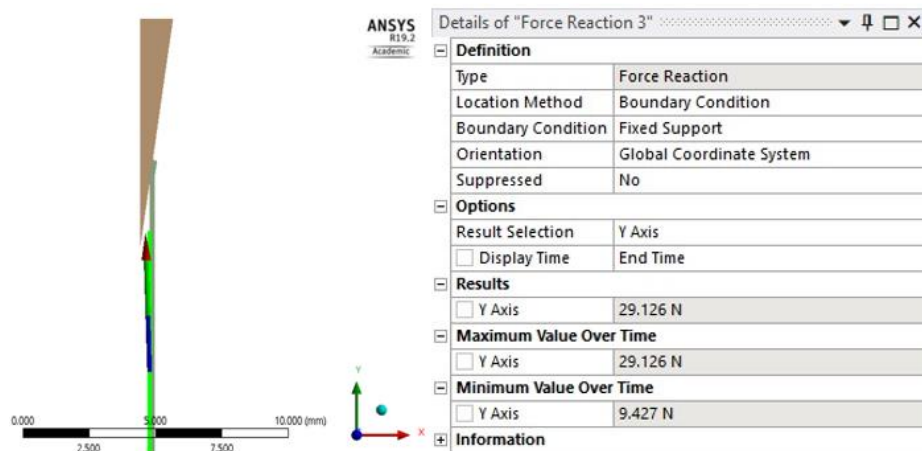 ANSYS
R19.2
Academic
0.000 5.000 10.000 (mm)
2.500 7.500
Y
X
Details of "Force Reaction 3"
Definition
Type Force Reaction
Location Method Boundary Condition
Boundary Condition Fixed Support
Orientation Global Coordinate System
Suppressed No
Options
Result Selection Y Axis
Display Time End Time
Results
Y Axis 29.126 N
Maximum Value Over Time
Y Axis 29.126 N
Minimum Value Over Time
Y Axis 9.427 N
Information